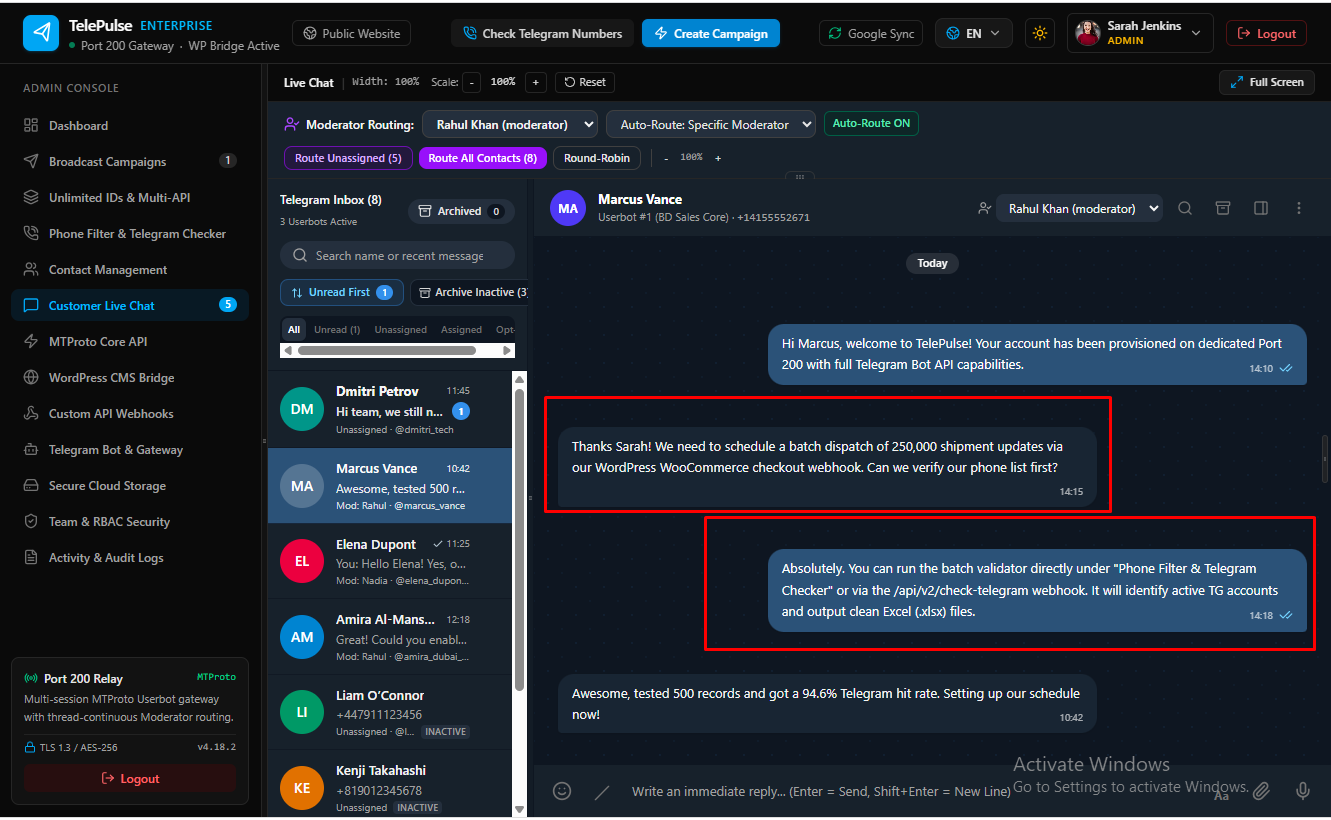 TelePulse ENTERPRISE
Port 200 Gateway · WP Bridge Active
Public Website
Check Telegram Numbers
Create Campaign
Google Sync
EN
Sarah Jenkins
ADMIN
Logout
ADMIN CONSOLE
Dashboard
Broadcast Campaigns 1
Unlimited IDs & Multi-API
Phone Filter & Telegram Checker
Contact Management
Customer Live Chat 5
MTProto Core API
WordPress CMS Bridge
Custom API Webhooks
Telegram Bot & Gateway
Secure Cloud Storage
Team & RBAC Security
Activity & Audit Logs
Port 200 Relay MTProto
Multi-session MTProto Userbot gateway
with thread-continuous Moderator routing.
TLS 1.3 / AES-256 v4.18.2
Logout
Live Chat Width: 100% Scale: - 100% + Reset
Full Screen
Moderator Routing: Rahul Khan (moderator) Auto-Route: Specific Moderator Auto-Route ON
Route Unassigned (5) Route All Contacts (8) Round-Robin - 100% +
Telegram Inbox (8)
3 Userbots Active
Archived 0
Search name or recent message
Unread First 1 Archive Inactive (3)
All Unread (1) Unassigned Assigned Opt-
DM
Dmitri Petrov 11:45
Hi team, we still n... 1
Unassigned · @dmitri_tech
MA
Marcus Vance 10:42
Awesome, tested 500 r...
Mod: Rahul · @marcus_vance
EL
Elena Dupont 11:25
You: Hello Elena! Yes, o...
Mod: Nadia · @elena_dupon...
AM
Amira Al-Mans... 12:18
Great! Could you enabl...
Mod: Rahul · @amira_dubai_...
LI
Liam O'Connor
+447911123456
Unassigned · @l... INACTIVE
KE
Kenji Takahashi
+819012345678
Unassigned INACTIVE
MA
Marcus Vance
Userbot #1 (BD Sales Core) · +14155552671
Rahul Khan (moderator)
Today
Hi Marcus, welcome to TelePulse! Your account has been provisioned on dedicated Port
200 with full Telegram Bot API capabilities.
14:10
Thanks Sarah! We need to schedule a batch dispatch of 250,000 shipment updates via
our WordPress WooCommerce checkout webhook. Can we verify our phone list first?
14:15
Absolutely. You can run the batch validator directly under "Phone Filter & Telegram
Checker" or via the /api/v2/check-telegram webhook. It will identify active TG accounts
and output clean Excel (.xlsx) files.
14:18
Awesome, tested 500 records and got a 94.6% Telegram hit rate. Setting up our schedule
now!
10:42
Write an immediate reply... (Enter = Send, Shift+Enter = New Line)
Aa
Activate Windows
Go to Settings to activate Windows.